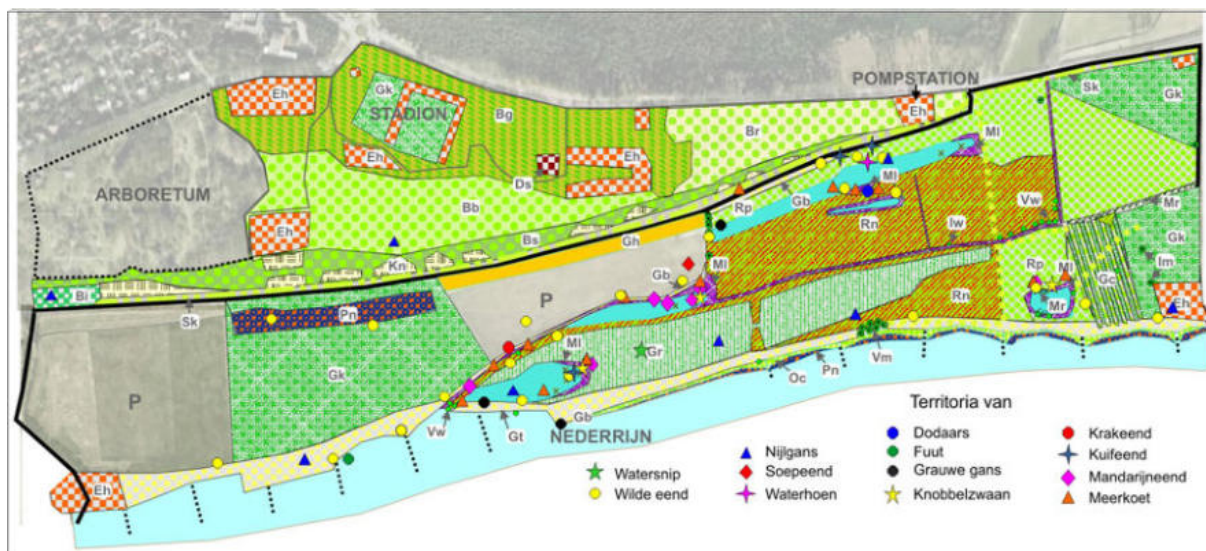 POMPSTATION
Sk
Gk
Eh
Gk
STADION
Bg
Eh
Br
Ml
Eh
Eh
Ds
Ml
ARBORETUM
Bb
Gb
Rp
Rn
Vw
Mr
Eh
Bs
Gh
Iw
Gk
Kn
Gb
Ml
Rp
Ml
Gc
Im
Bi
Sk
Pn
P
Rn
Mr
Eh
Gk
Ml
Gr
P
Vm
Oc
Pn
Vw
Gt
Gb
NEDERRIJN
Eh
Territoria van
Watersnip
Wilde eend
Nijlgans
Soepeend
Waterhoen
Dodaars
Fuut
Grauwe gans
Knobbelzwaan
Krakeend
Kuifeend
Mandarijneend
Meerkoet